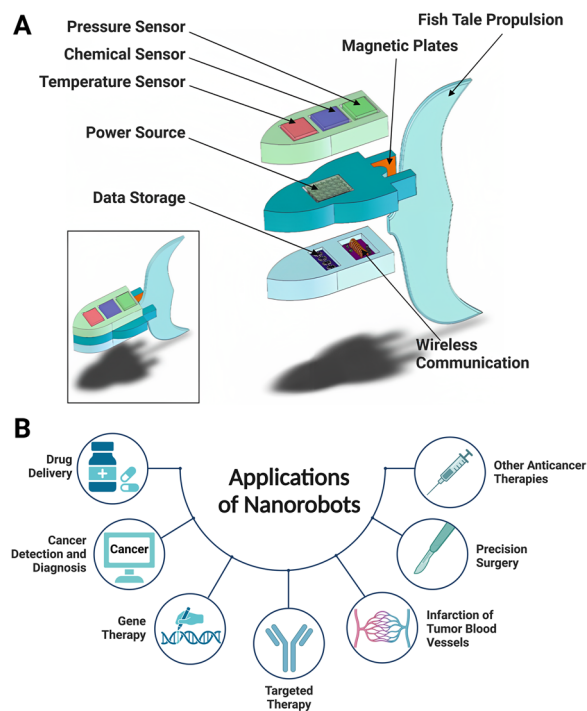 A
Pressure Sensor
Chemical Sensor
Temperature Sensor
Power Source
Data Storage
Fish Tale Propulsion
Magnetic Plates
Wireless
Communication
B
Applications
of Nanorobots
Drug
Delivery
Cancer
Detection and
Diagnosis
Cancer
Gene
Therapy
Targeted
Therapy
Infarction of
Tumor Blood
Vessels
Precision
Surgery
Other Anticancer
Therapies